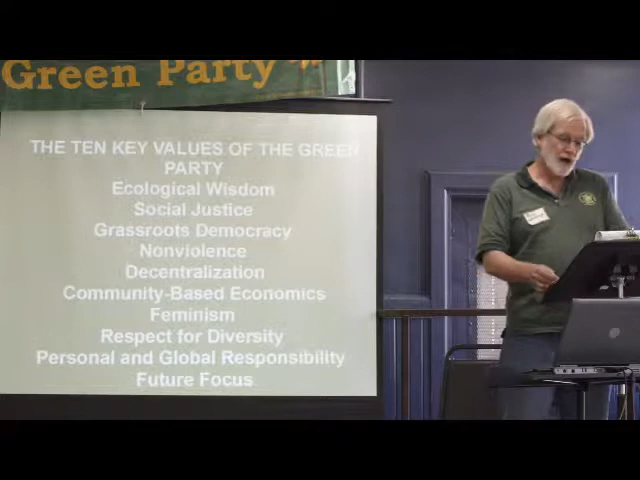 Green Party
THE TEN KEY VALUES OF THE GREEN
PARTY
Ecological Wisdom
Social Justice
Grassroots Democracy
Nonviolence
Decentralization
Community-Based Economics
Feminism
Respect for Diversity
Personal and Global Responsibility
Future Focus